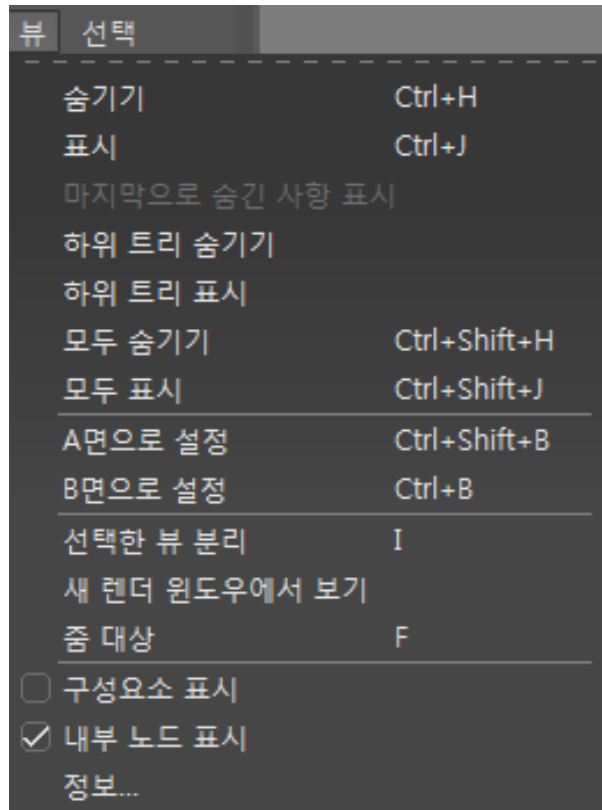 뷰 선택
숨기기 Ctrl+H
표시 Ctrl+J
마지막으로 숨긴 사항 표시
하위 트리 숨기기
하위 트리 표시
모두 숨기기 Ctrl+Shift+H
모두 표시 Ctrl+Shift+J
A면으로 설정 Ctrl+Shift+B
B면으로 설정 Ctrl+B
선택한 뷰 분리 I
새 렌더 윈도우에서 보기
줌 대상 F
구성요소 표시
내부 노드 표시
정보...